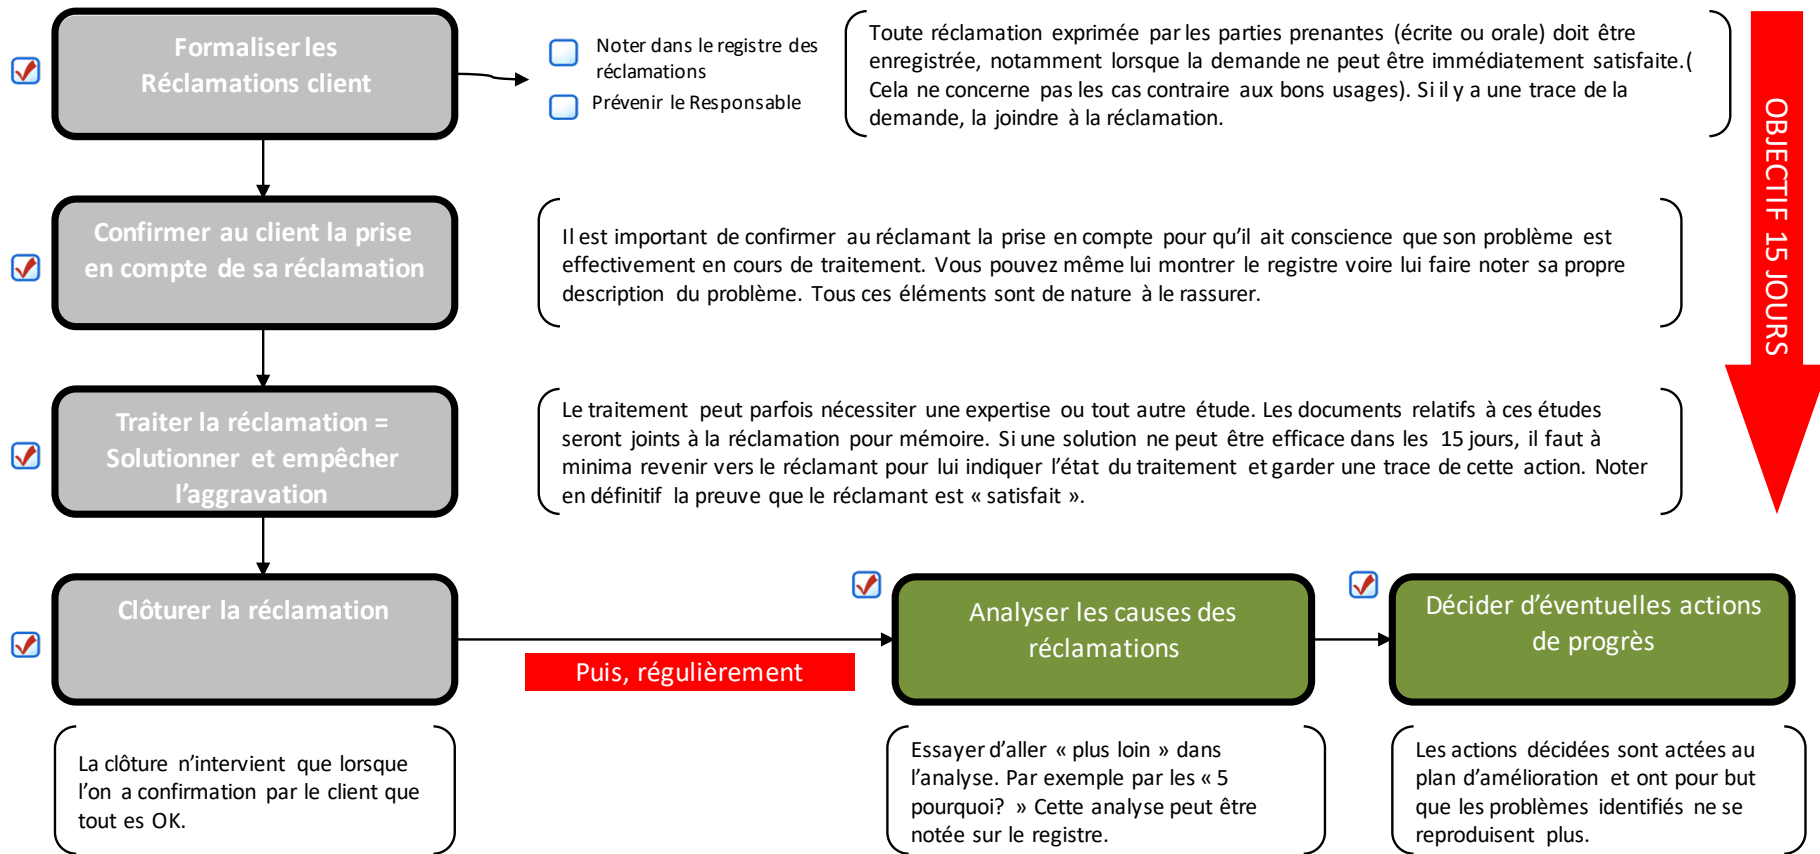 Formaliser les
Réclamations client
Noter dans le registre des
réclamations
Prévenir le Responsable
Toute réclamation exprimée par les parties prenantes (écrite ou orale) doit être
enregistrée, notamment lorsque la demande ne peut être immédiatement satisfaite.(
Cela ne concerne pas les cas contraire aux bons usages). Si il y a une trace de la
demande, la joindre à la réclamation.
OBJECTIF 15 JOURS
Confirmer au client la prise
en compte de sa réclamation
Il est important de confirmer au réclamant la prise en compte pour qu'il ait conscience que son problème est
effectivement en cours de traitement. Vous pouvez même lui montrer le registre voire lui faire noter sa propre
description du problème. Tous ces éléments sont de nature à le rassurer.
Traiter la réclamation =
Solutionner et empêcher
l'aggravation
Le traitement peut parfois nécessiter une expertise ou tout autre étude. Les documents relatifs à ces études
seront joints à la réclamation pour mémoire. Si une solution ne peut être efficace dans les 15 jours, il faut à
minima revenir vers le réclamant pour lui indiquer l'état du traitement et garder une trace de cette action. Noter
en définitif la preuve que le réclamant est « satisfait ».
Clôturer la réclamation
Puis, régulièrement
Analyser les causes des
réclamations
Décider d'éventuelles actions
de progrès
La clôture n'intervient que lorsque
l'on a confirmation par le client que
tout es OK.
Essayer d'aller « plus loin » dans
l'analyse. Par exemple par les « 5
pourquoi? » Cette analyse peut être
notée sur le registre.
Les actions décidées sont actées au
plan d'amélioration et ont pour but
que les problèmes identifiés ne se
reproduisent plus.